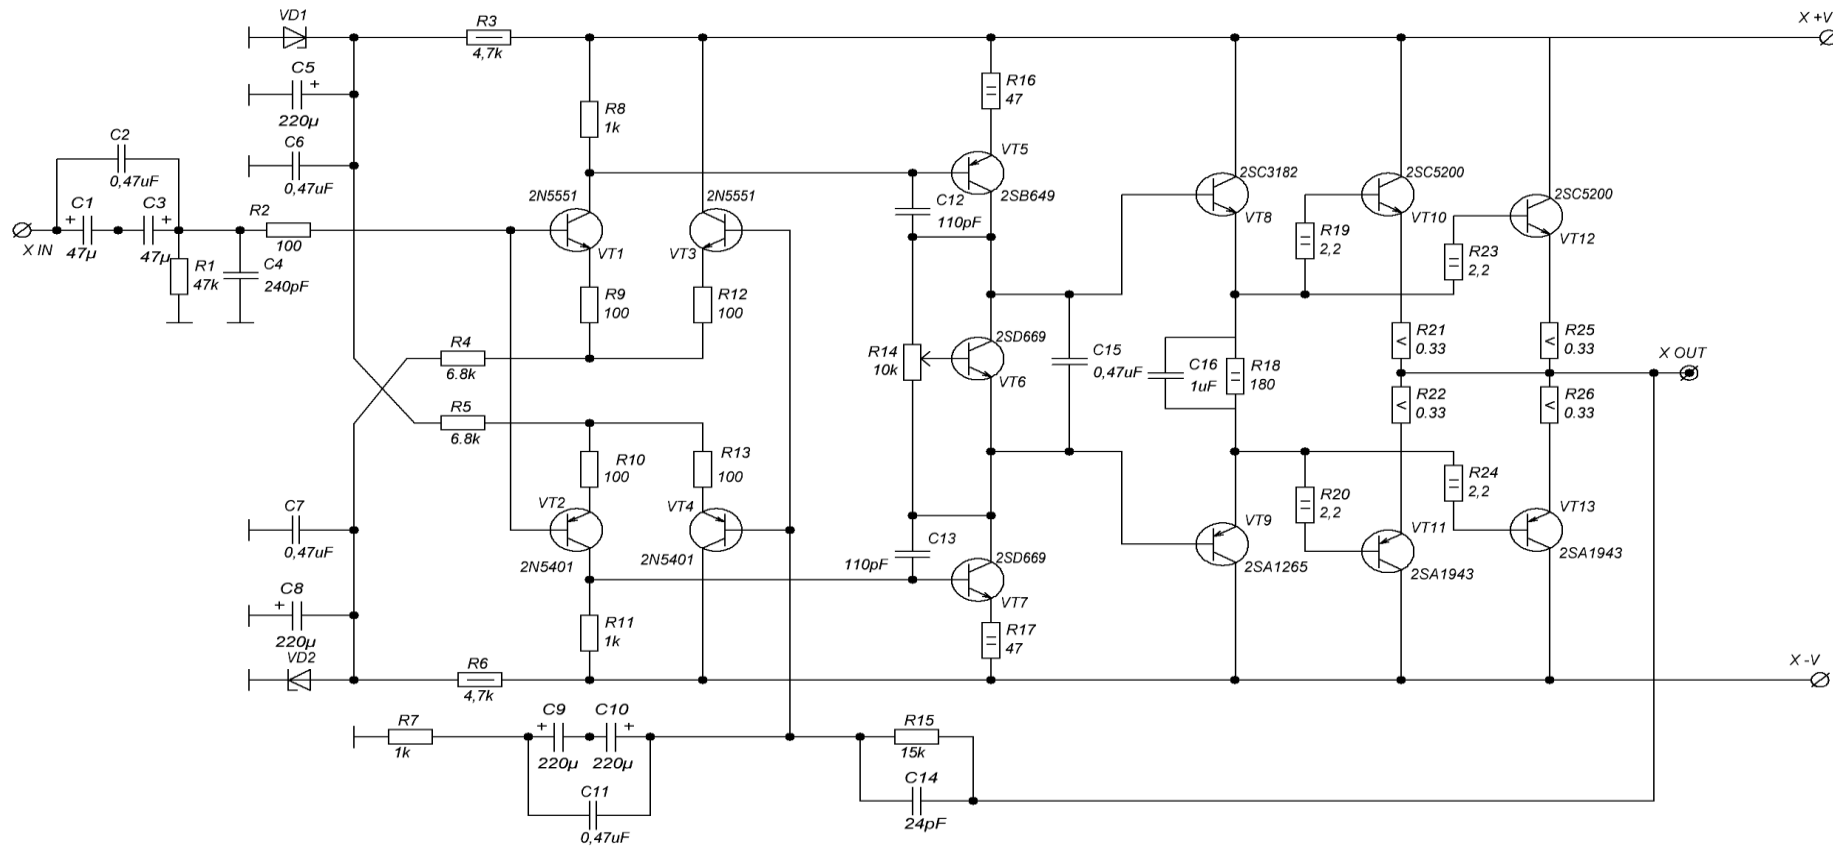 VD1
R3
4,7k
X +V
C5
+
220µ
C6
0,47uF
C2
0,47uF
+ C1
47µ
C3 +
47µ
X IN
R2
100
R1
47k
C4
240pF
R8
1k
2N5551
VT1
2N5551
VT3
R9
100
R12
100
R4
6.8k
R5
6.8k
R10
100
R13
100
VT2
2N5401
VT4
2N5401
R11
1k
C7
0,47uF
C8
+
220µ
VD2
R6
4,7k
R16
47
VT5
2SB649
C12
110pF
R14
10k
2SD669
VT6
C15
0,47uF
C13
110pF
2SD669
VT7
R17
47
2SC3182
VT8
2SC5200
VT10
2SC5200
VT12
R19
2,2
R23
2,2
C16
1uF
R18
180
R21
0.33
R25
0.33
X OUT
R22
0.33
R26
0.33
R20
2,2
R24
2,2
VT9
2SA1265
VT11
2SA1943
VT13
2SA1943
X -V
R7
1k
+ C9
220µ
C10 +
220µ
C11
0,47uF
R15
15k
C14
24pF